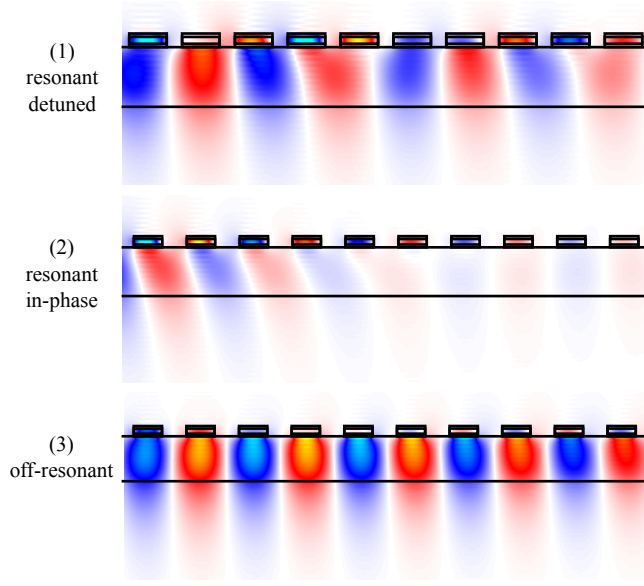 (1)
resonant
detuned
(2)
resonant
in-phase
(3)
off-resonant